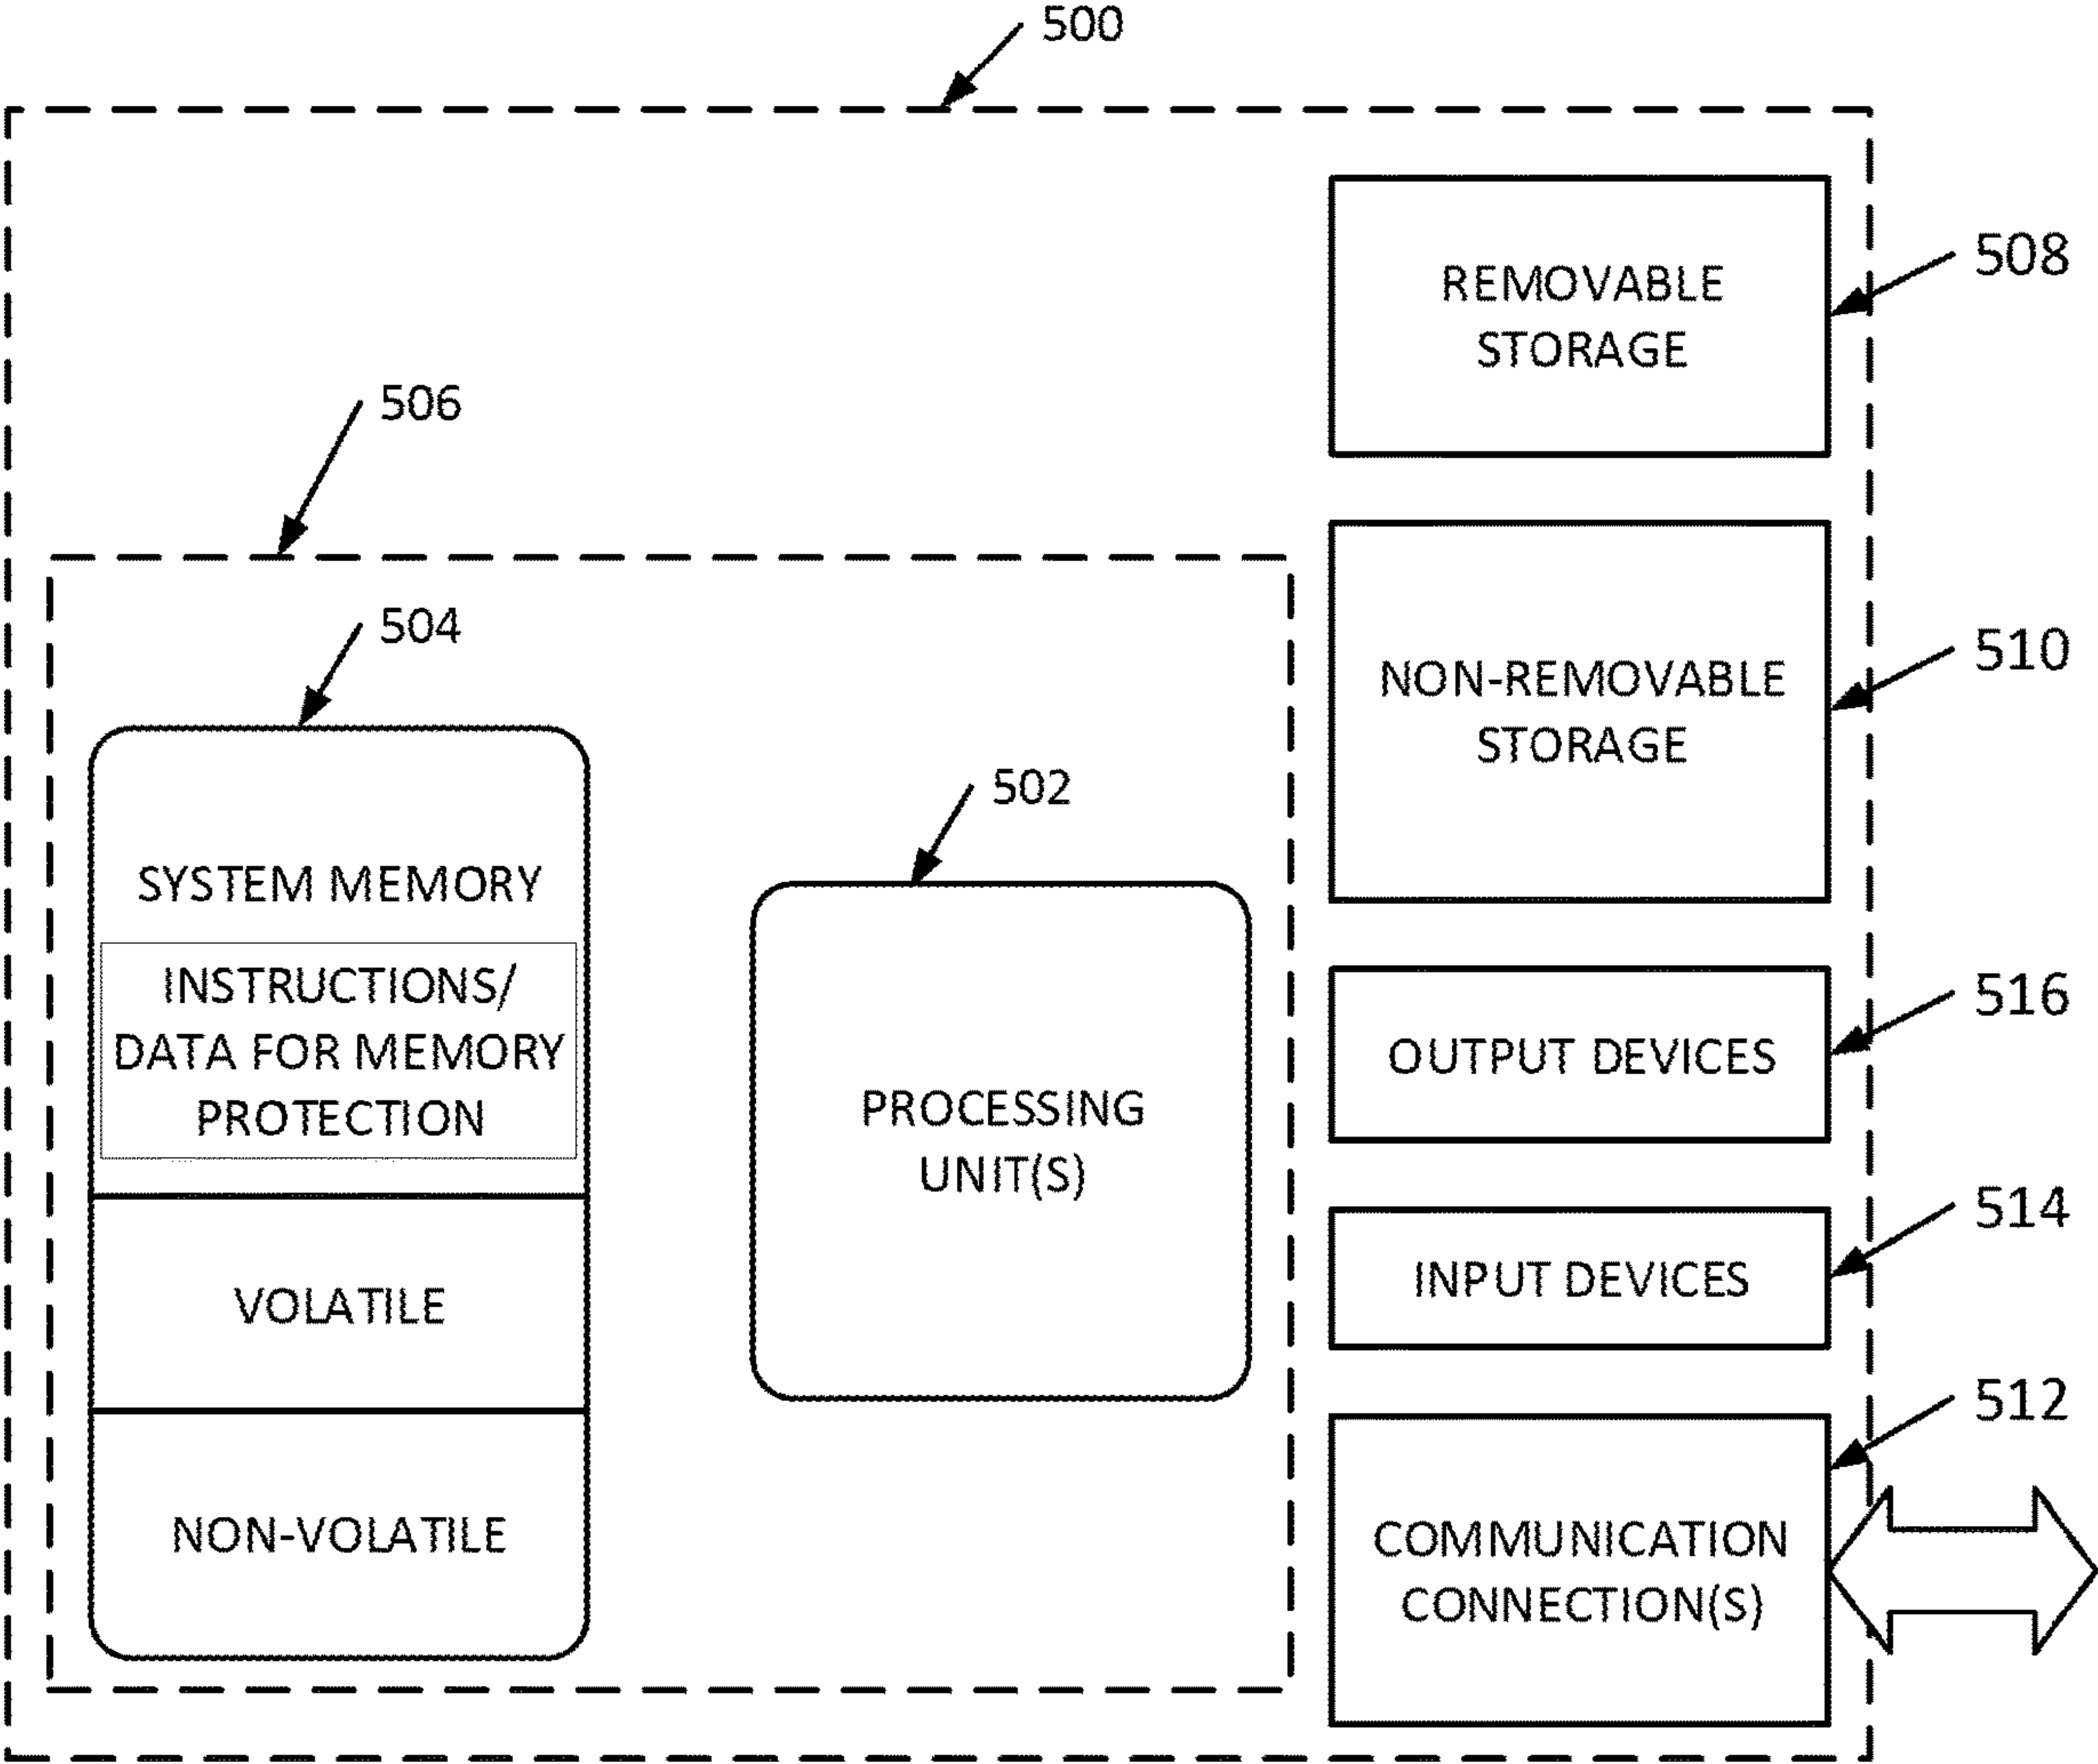 500
REMOVABLE
STORAGE
508
506
NON-REMOVABLE
STORAGE
510
504
502
SYSTEM MEMORY
INSTRUCTIONS/
DATA FOR MEMORY
PROTECTION
VOLATILE
NON-VOLATILE
PROCESSING
UNIT(S)
OUTPUT DEVICES
516
INPUT DEVICES
514
COMMUNICATION
CONNECTION(S)
512